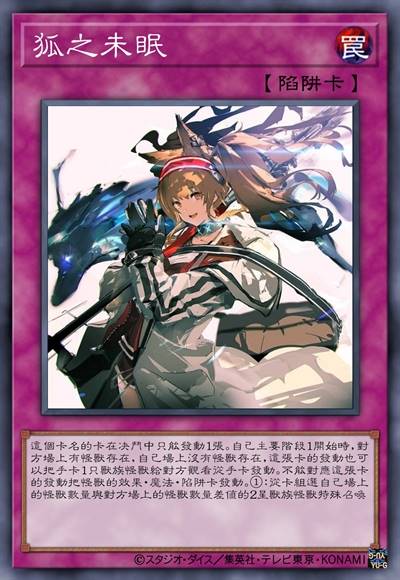 狐之未眠
罠
【陷阱卡】
這個卡名的卡在決鬥中只能發動1張。自己主要階段1開始時,對
方場上有怪獸存在,自己場上沒有怪獸存在,這張卡的發動也可
以把手卡1只獸族怪獸給對方觀看從手卡發動。不能對應這張卡
的發動把怪獸的效果・魔法・陷阱卡發動。①:從卡組選自己場上
的怪獸數量與對方場上的怪獸數量差值的2星獸族怪獸特殊召喚
©スタジオ・ダイス/集英社・テレビ東京・KONAMI